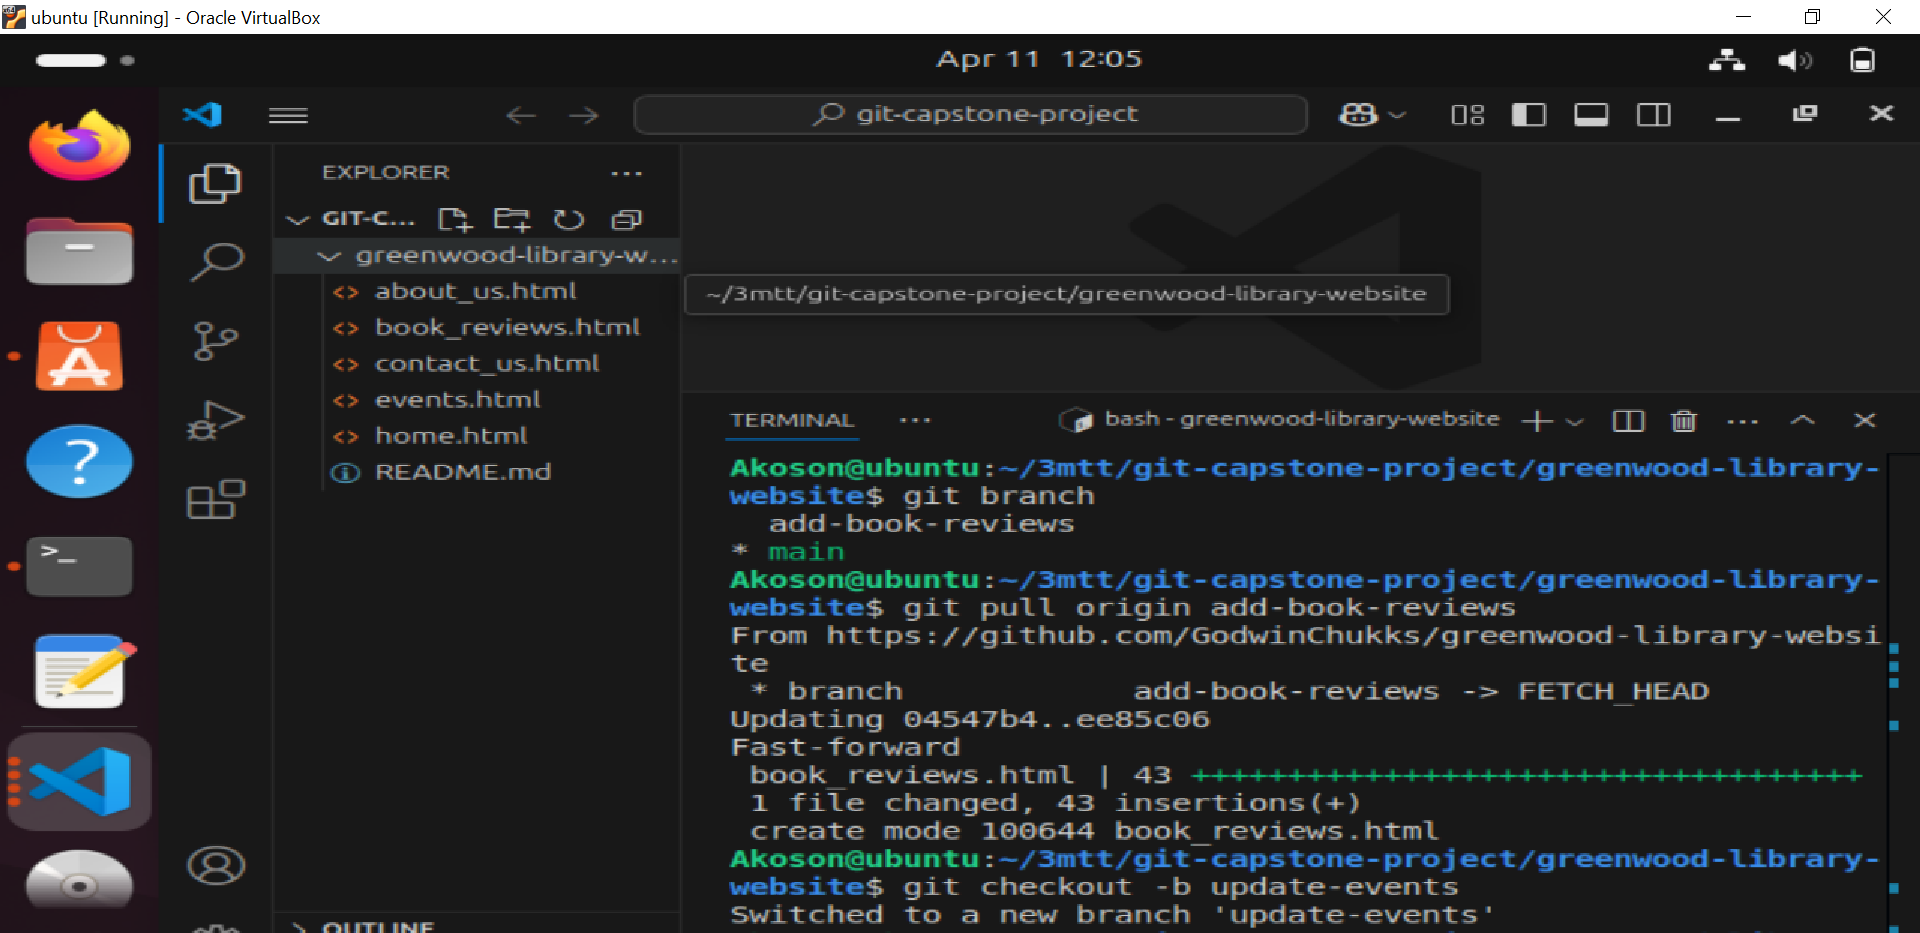 ubuntu [Running] - Oracle VirtualBox
Apr 11 12:05
git-capstone-project
EXPLORER
GIT-C...
greenwood-library-w...
about_us.html
book_reviews.html
contact_us.html
events.html
home.html
README.md
OUTLINE
~/3mtt/git-capstone-project/greenwood-library-website
TERMINAL
bash - greenwood-library-website
Akoson@ubuntu:~/3mtt/git-capstone-project/greenwood-library-
website$ git branch
add-book-reviews
* main
Akoson@ubuntu:~/3mtt/git-capstone-project/greenwood-library-
website$ git pull origin add-book-reviews
From https://github.com/GodwinChukks/greenwood-library-websi
te
* branch add-book-reviews -> FETCH_HEAD
Updating 04547b4..ee85c06
Fast-forward
book_reviews.html | 43 +++++++++++++++++++++++++++++++++++
1 file changed, 43 insertions(+)
create mode 100644 book_reviews.html
Akoson@ubuntu:~/3mtt/git-capstone-project/greenwood-library-
website$ git checkout -b update-events
Switched to a new branch 'update-events'